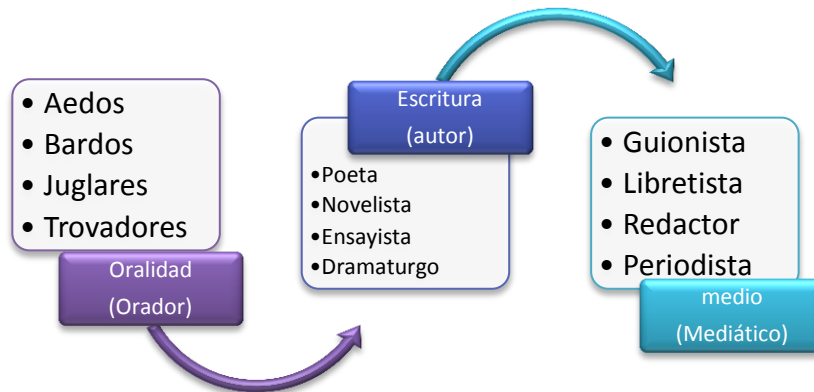 • Aedos
• Bardos
• Juglares
• Trovadores
Oralidad
(Orador)
Escritura
(autor)
•Poeta
•Novelista
•Ensayista
•Dramaturgo
• Guionista
• Libretista
• Redactor
• Periodista
medio
(Mediático)